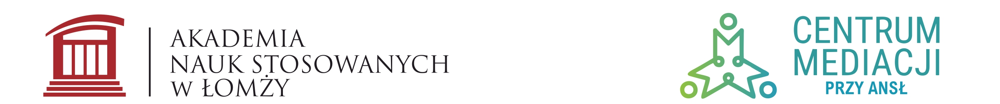 AKADEMIA
NAUK STOSOWANYCH
W ŁOMŻY
CENTRUM
MEDIACJI
PRZY ANSŁ